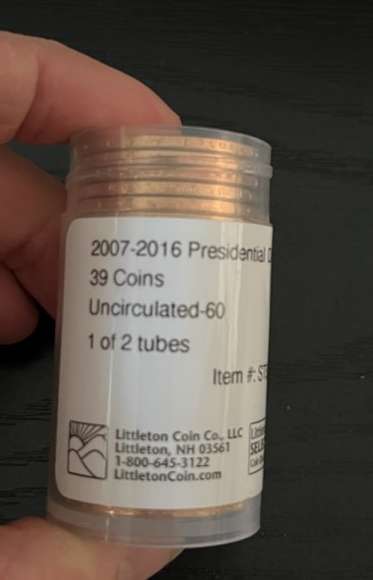 2007-2016 Presidential
39 Coins
Uncirculated-60
1 of 2 tubes
Item #:
Littleton Coin Co., LLC
Littleton, NH 03561
1-800-645-3122
LittletonCoin.com